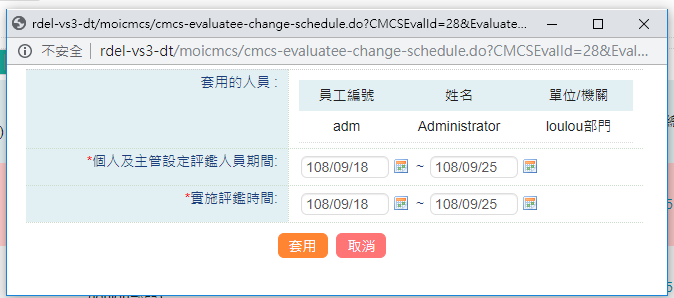 rdel-vs3-dt/moicmcs/cmcs-evaluatee-change-schedule.do?CMCSEvalId=28&Evaluate...
不安全 | rdel-vs3-dt/moicmcs/cmcs-evaluatee-change-schedule.do?CMCSEvalId=28&Eval...
套用的人員 :
員工編號 姓名 單位/機關
adm Administrator loulou部門
*個人及主管設定評鑑人員期間: 108/09/18 ~ 108/09/25
*實施評鑑時間: 108/09/18 ~ 108/09/25
套用 取消